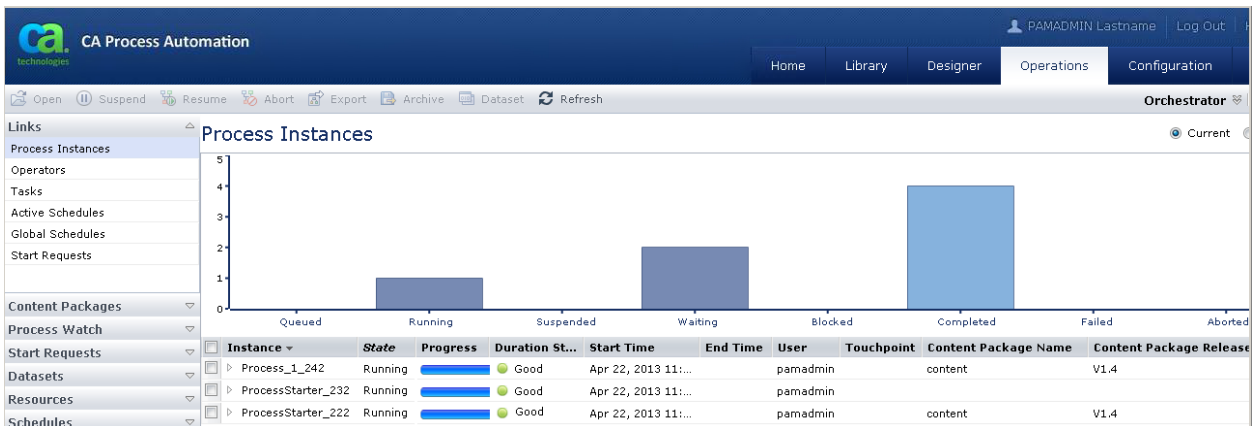 PAMADMIN Lastname Log Out
ca.
technologies
CA Process Automation
Home Library Designer Operations Configuration
Open Suspend Resume Abort Export Archive Dataset Refresh
Orchestrator
Links
Process Instances
Operators
Tasks
Active Schedules
Global Schedules
Start Requests
Content Packages
Process Watch
Start Requests
Datasets
Resources
Schedules
Process Instances
Current
5
4
3
2
1
0
Queued Running Suspended Waiting Blocked Completed Failed Aborted
Instance State Progress Duration St... Start Time End Time User Touchpoint Content Package Name Content Package Release
Process_1_242 Running Good Apr 22, 2013 11:... pamadmin content V1.4
ProcessStarter_232 Running Good Apr 22, 2013 11:... pamadmin
ProcessStarter_222 Running Good Apr 22, 2013 11:... pamadmin content V1.4